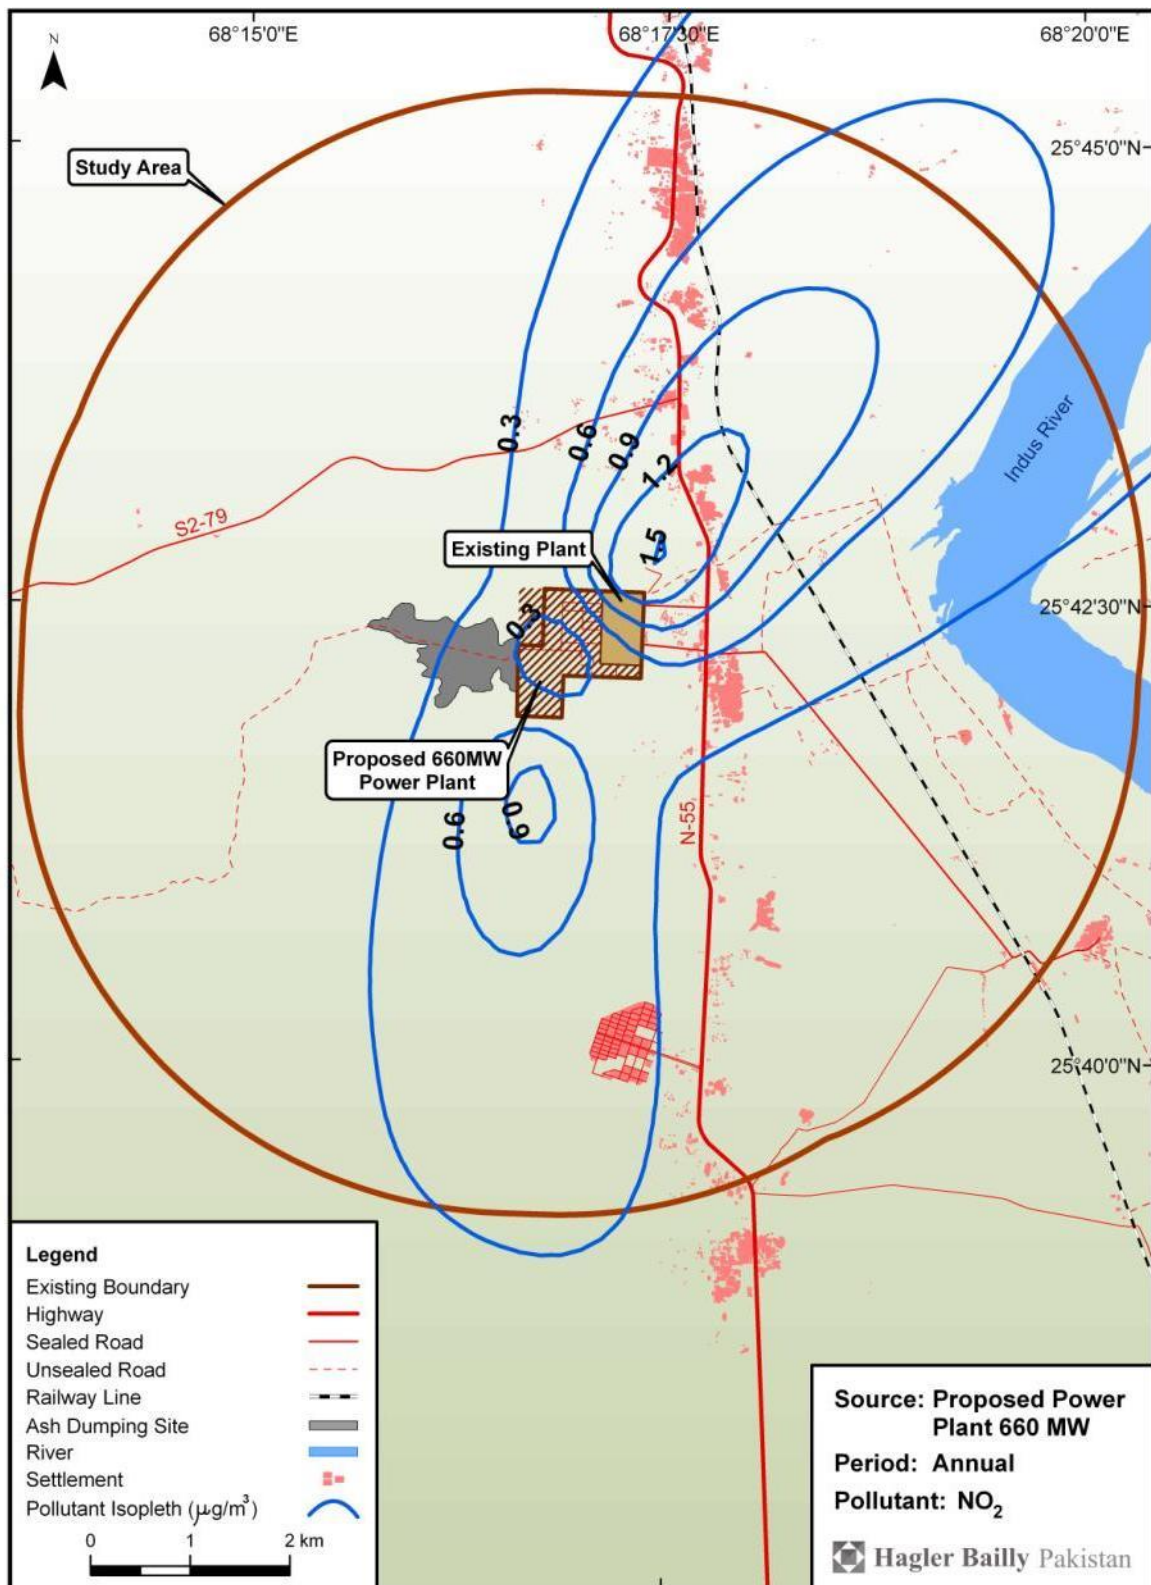 68°15'0"E
68°17'30"E
68°20'0"E
N
25°45'0"N
Study Area
Indus River
0.3
0.6
0.9
1.2
S2-79
1.5
Existing Plant
25°42'30"N
0.3
Proposed 660MW
Power Plant
0.6
0.9
N-55
25°40'0"N
Legend
Existing Boundary
Highway
Sealed Road
Unsealed Road
Railway Line
Ash Dumping Site
River
Settlement
Pollutant Isopleth (µg/m³)
0 1 2 km
Source: Proposed Power
Plant 660 MW
Period: Annual
Pollutant: NO₂
Hagler Bailly Pakistan